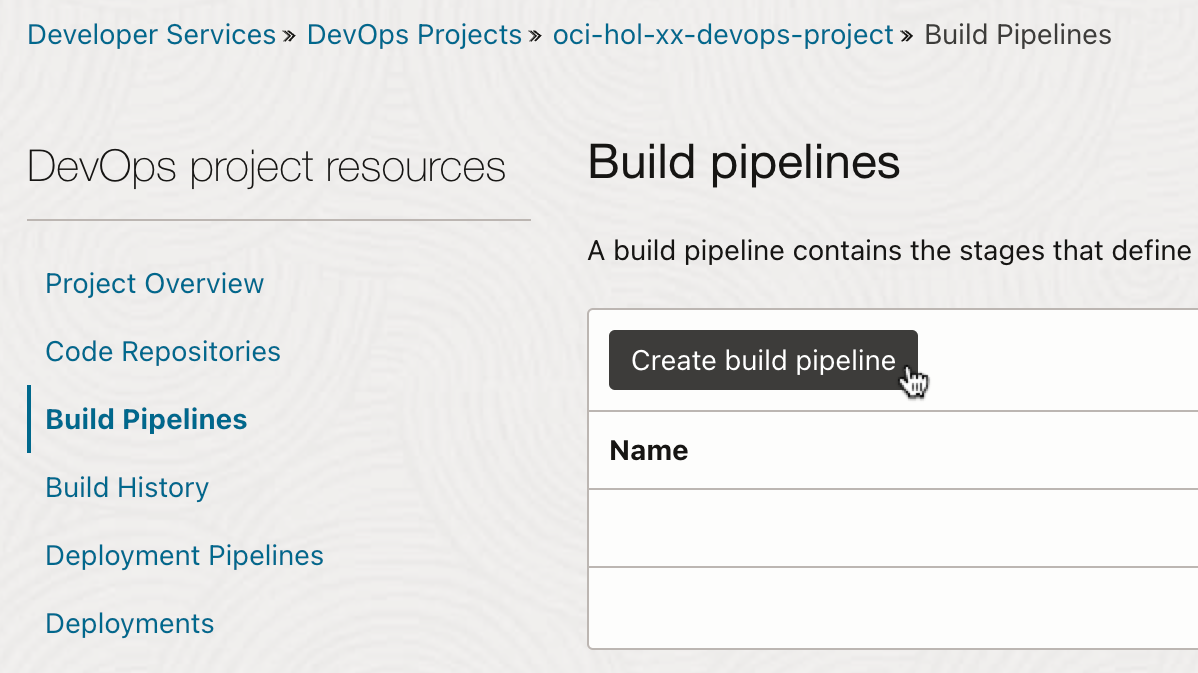 Developer Services » DevOps Projects » oci-hol-xx-devops-project » Build Pipelines
DevOps project resources
Project Overview
Code Repositories
Build Pipelines
Build History
Deployment Pipelines
Deployments
Build pipelines
A build pipeline contains the stages that define
Create build pipeline
Name